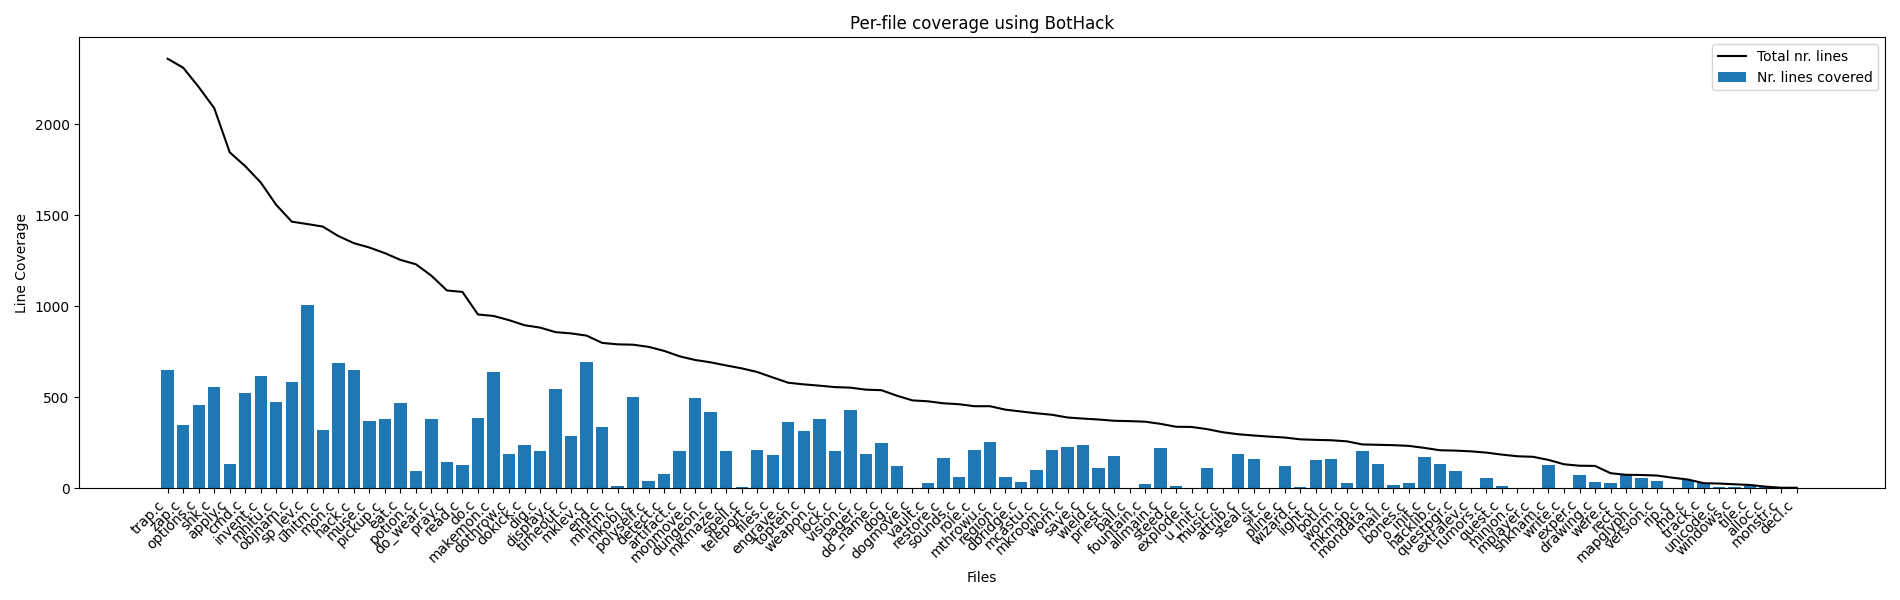 Per-file coverage using BotHack
Total nr. lines
Nr. lines covered
Line Coverage
2000
1500
1000
500
0
trap.c
zap.c
options.c
shk.c
apply.c
cmd.c
invent.c
mhitu.c
objnam.c
sp_lev.c
uhitm.c
mon.c
hack.c
muse.c
pickup.c
eat.c
potion.c
do_wear.c
pray.c
read.c
do.c
makemon.c
dothrow.c
dokick.c
dig.c
display.c
timeout.c
mklev.c
end.c
mhitm.c
mkobj.c
polyself.c
detect.c
artifact.c
monmove.c
dungeon.c
mkmaze.c
spell.c
teleport.c
files.c
engrave.c
topten.c
weapon.c
lock.c
vision.c
pager.c
do_name.c
dog.c
dogmove.c
vault.c
restore.c
sounds.c
role.c
mthrowu.c
region.c
dbridge.c
mcastu.c
mkroom.c
worn.c
save.c
wield.c
priest.c
ball.c
fountain.c
allmain.c
steed.c
explode.c
u_init.c
music.c
attrib.c
steal.c
sit.c
pline.c
wizard.c
light.c
botl.c
worm.c
mkmap.c
mondata.c
mail.c
bones.c
o_init.c
hacklib.c
questpgr.c
extralev.c
rumors.c
quest.c
minion.c
mplayer.c
shknam.c
write.c
exper.c
drawing.c
were.c
rect.c
mapglyph.c
version.c
rip.c
rnd.c
track.c
unicode.c
windows.c
tile.c
alloc.c
monst.c
decl.c
Files